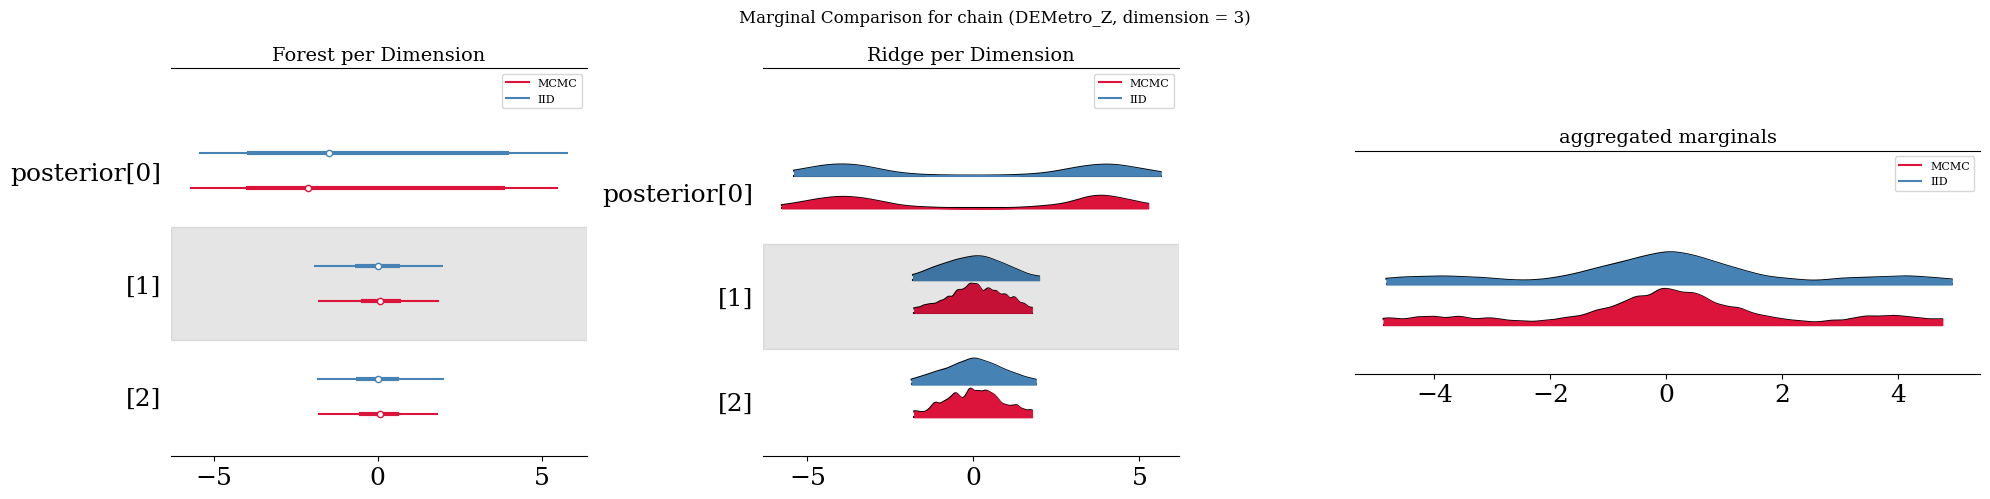 Marginal Comparison for chain (DEMetro_Z, dimension = 3)
Forest per Dimension
MCMC
IID
posterior[0]
[1]
[2]
−5 0 5
Ridge per Dimension
MCMC
IID
posterior[0]
[1]
[2]
−5 0 5
aggregated marginals
MCMC
IID
−4 −2 0 2 4